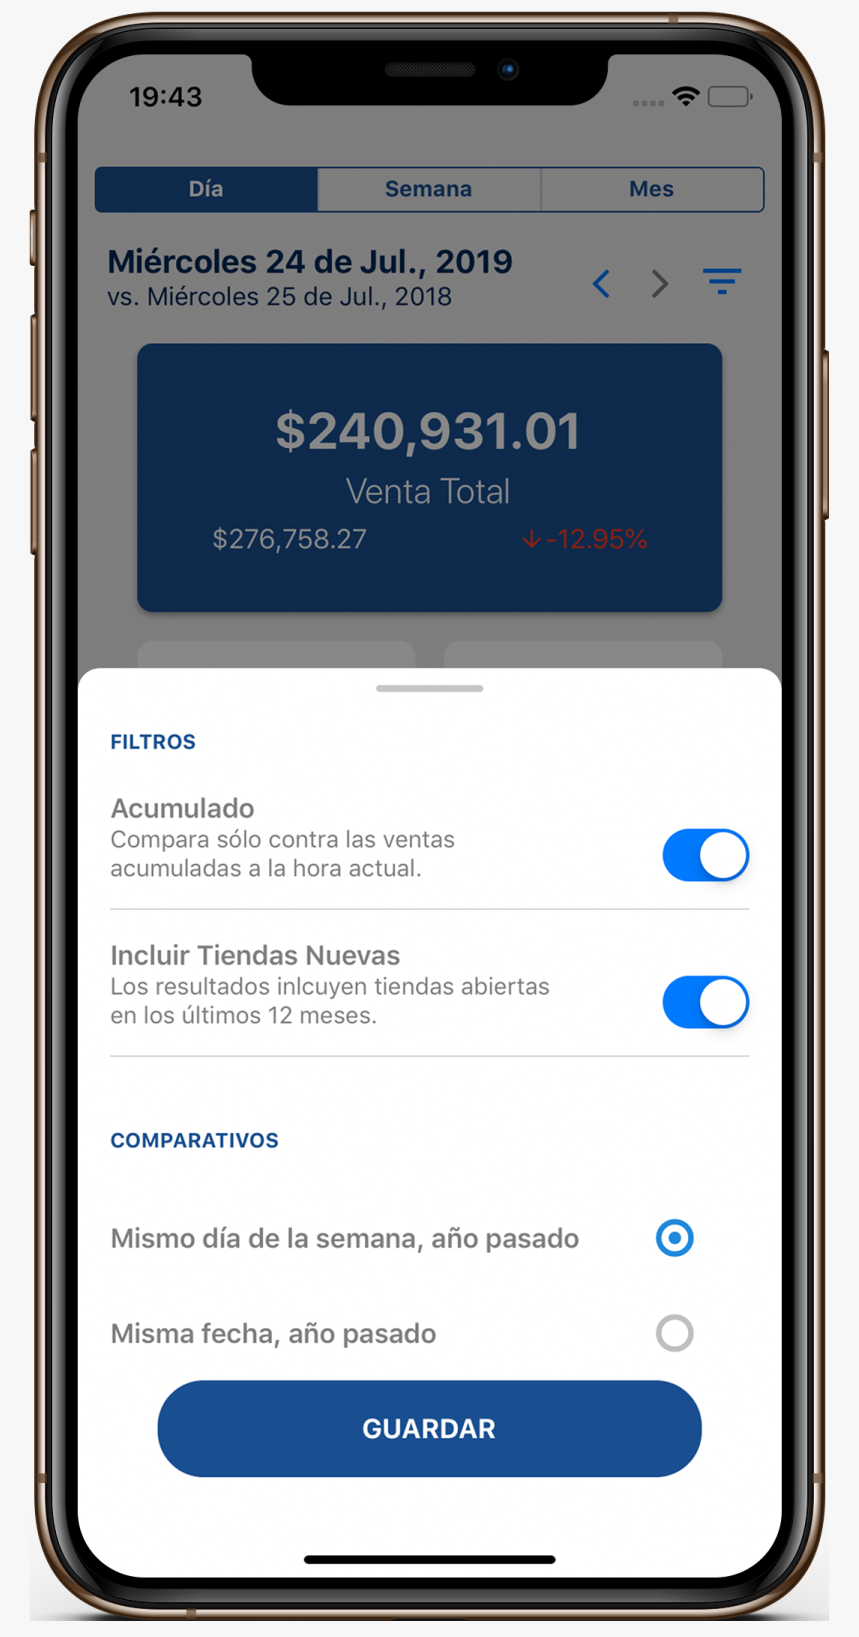 19:43
Día Semana Mes
Miércoles 24 de Jul., 2019
vs. Miércoles 25 de Jul., 2018
$240,931.01
Venta Total
$276,758.27 ↓-12.95%
FILTROS
Acumulado
Compara sólo contra las ventas
acumuladas a la hora actual.
Incluir Tiendas Nuevas
Los resultados inlcuyen tiendas abiertas
en los últimos 12 meses.
COMPARATIVOS
Mismo día de la semana, año pasado
Misma fecha, año pasado
GUARDAR